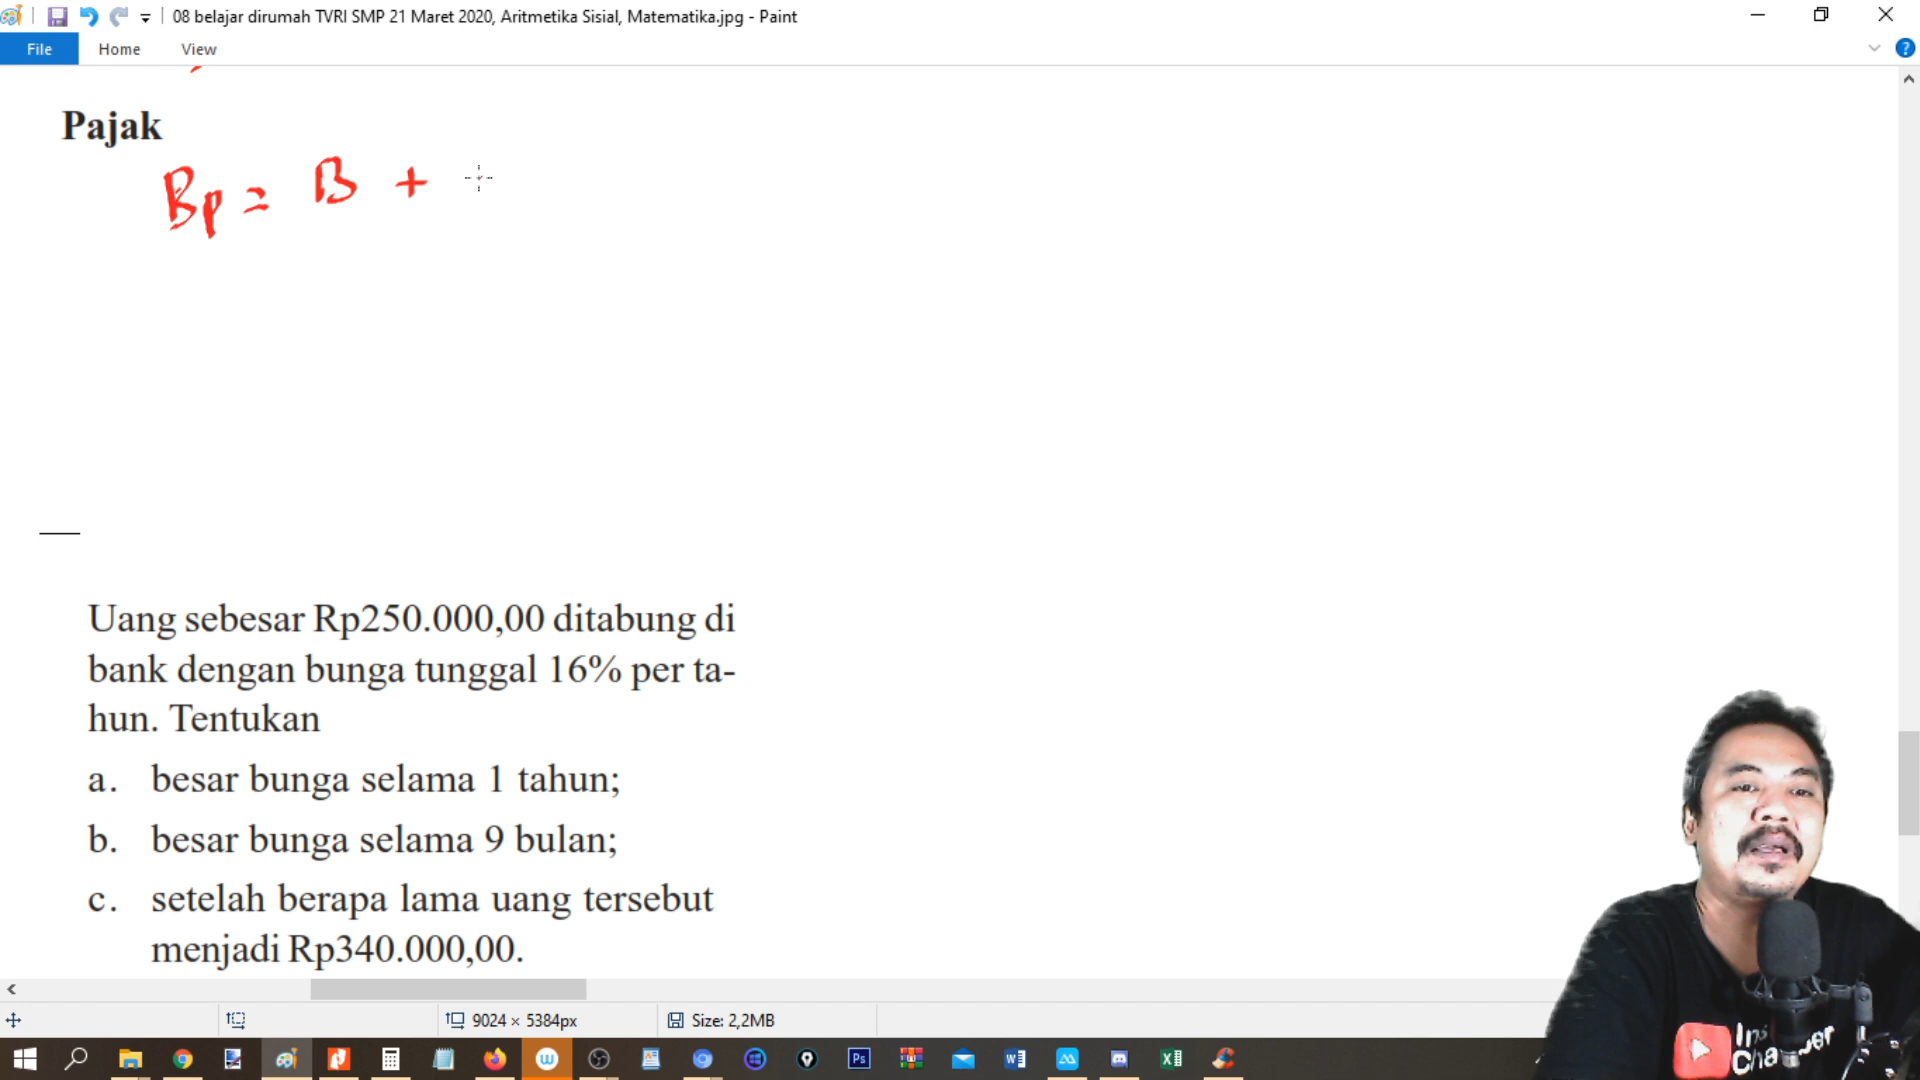 08 belajar dirumah TVRI SMP 21 Maret 2020, Aritmetika Sisial, Matematika.jpg - Paint
File Home View
Pajak
Bp = B +
Uang sebesar Rp250.000,00 ditabung di
bank dengan bunga tunggal 16% per ta-
hun. Tentukan
a. besar bunga selama 1 tahun;
b. besar bunga selama 9 bulan;
c. setelah berapa lama uang tersebut
menjadi Rp340.000,00.
9024 × 5384px Size: 2,2MB
Ps